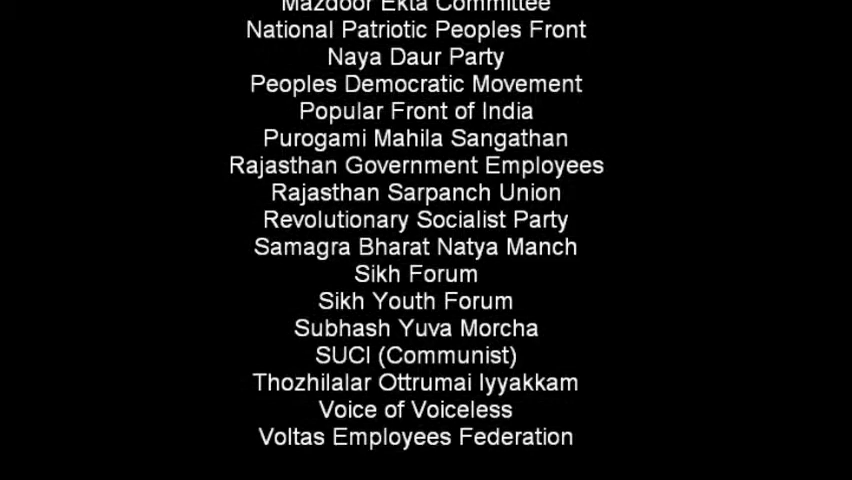 Mazdoor Ekta Committee
National Patriotic Peoples Front
Naya Daur Party
Peoples Democratic Movement
Popular Front of India
Purogami Mahila Sangathan
Rajasthan Government Employees
Rajasthan Sarpanch Union
Revolutionary Socialist Party
Samagra Bharat Natya Manch
Sikh Forum
Sikh Youth Forum
Subhash Yuva Morcha
SUCI (Communist)
Thozhilalar Ottrumai Iyyakkam
Voice of Voiceless
Voltas Employees Federation